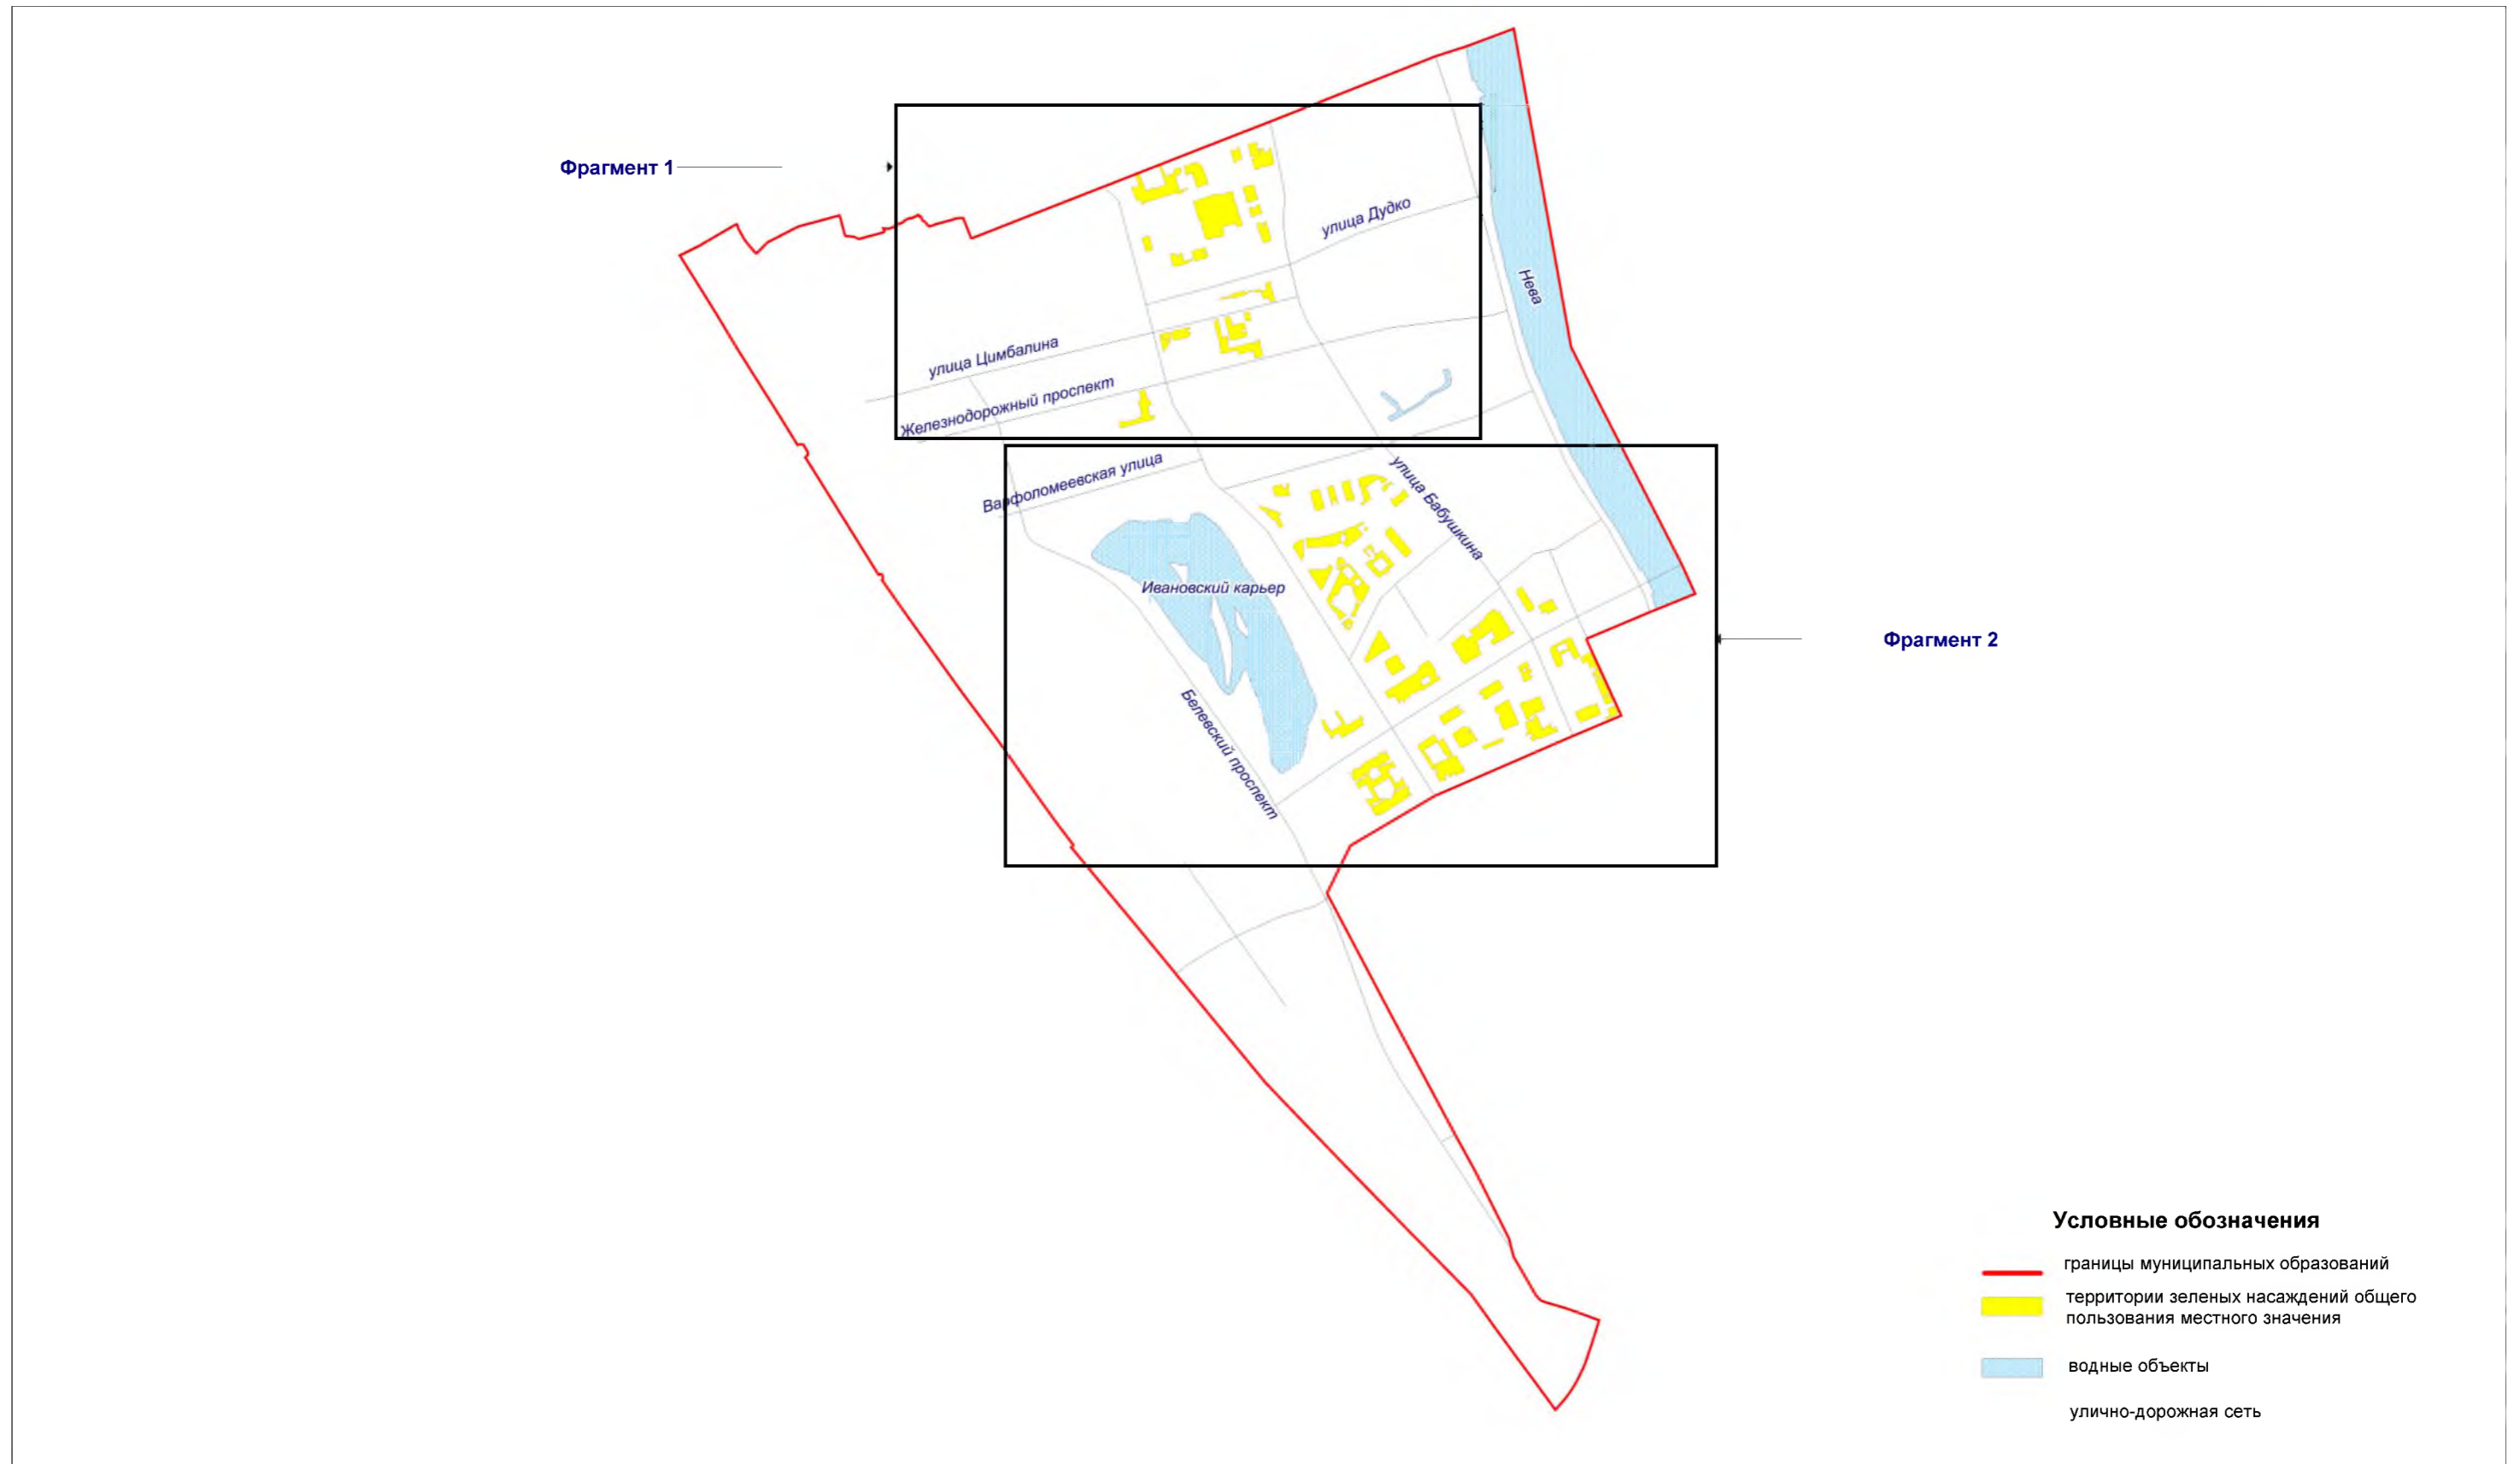 Фрагмент 1
улица Дудко
Нева
улица Цимбалина
Железнодорожный проспект
Варфоломеевская улица
улица Бабушкина
Ивановский карьер
Фрагмент 2
Белевский проспект
Условные обозначения
границы муниципальных образований
территории зеленых насаждений общего
пользования местного значения
водные объекты
улично-дорожная сеть